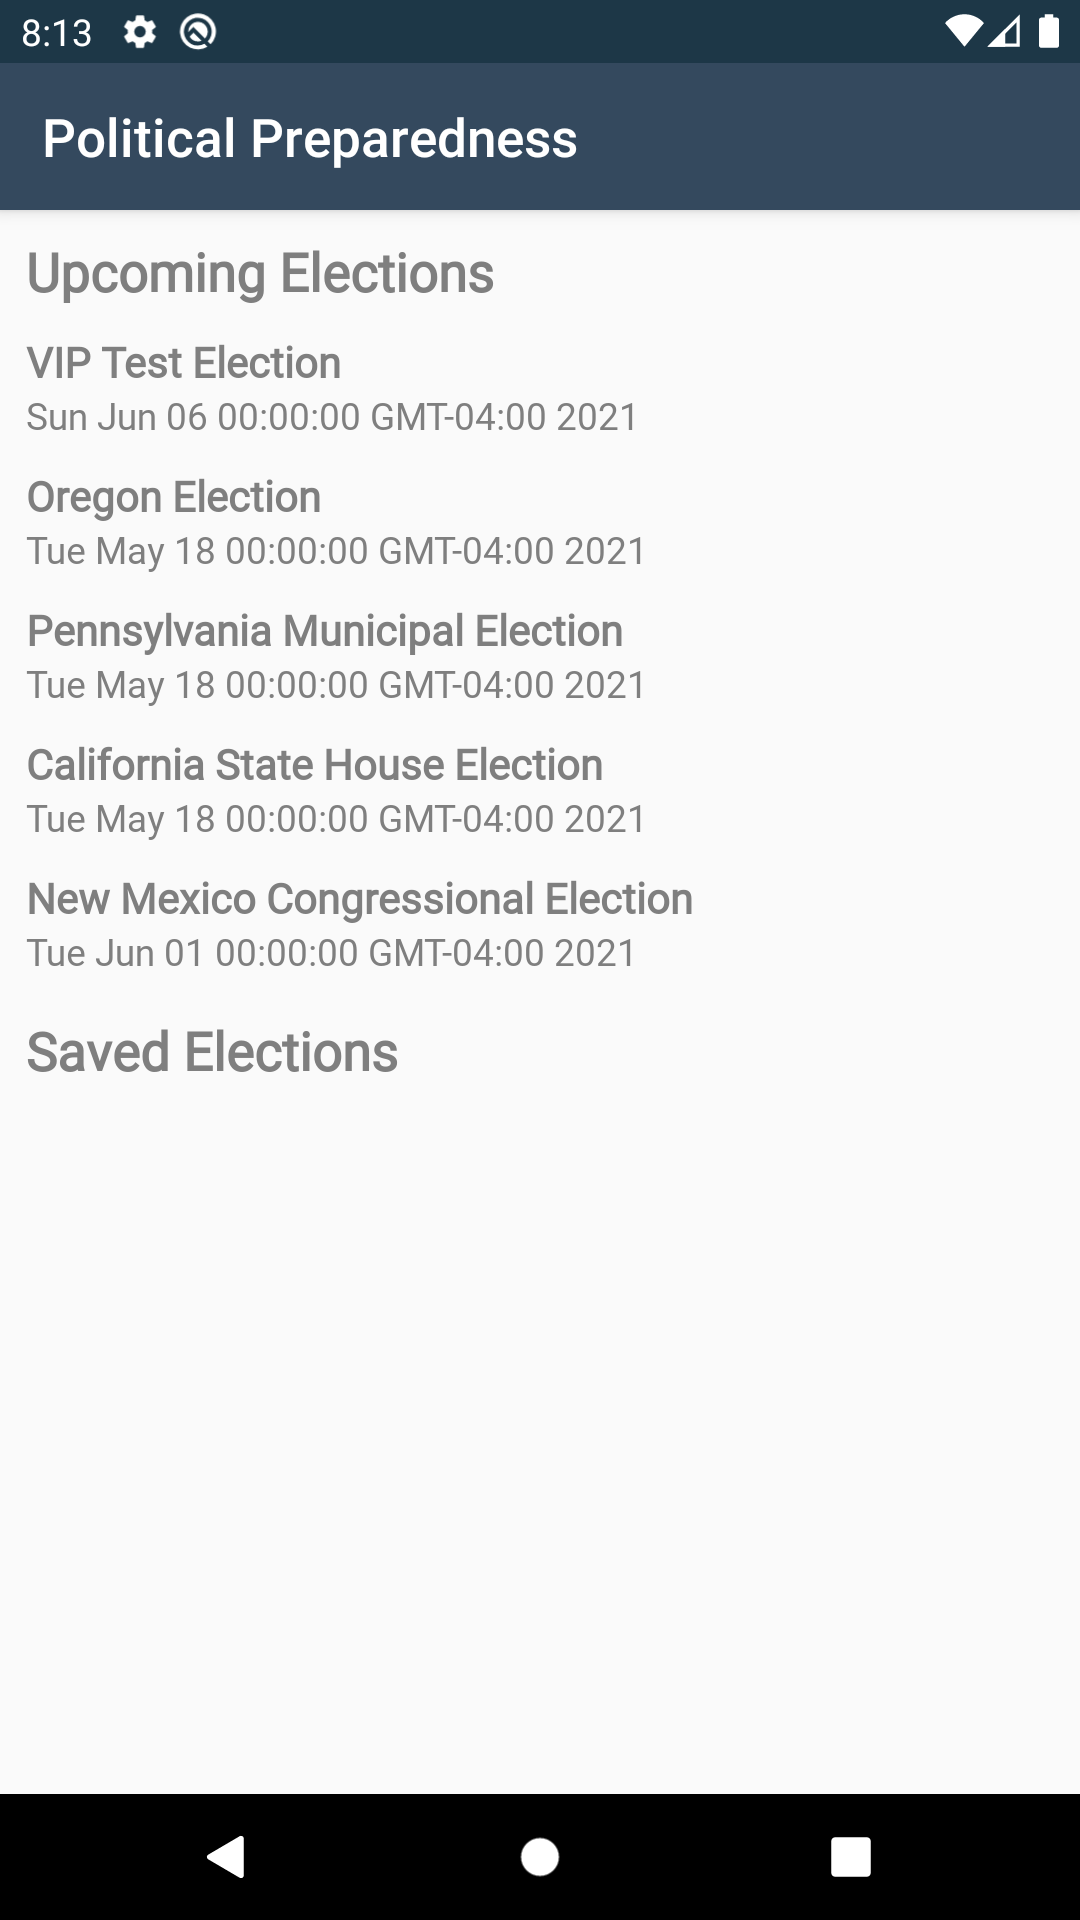 8:13
Political Preparedness
Upcoming Elections
VIP Test Election
Sun Jun 06 00:00:00 GMT-04:00 2021
Oregon Election
Tue May 18 00:00:00 GMT-04:00 2021
Pennsylvania Municipal Election
Tue May 18 00:00:00 GMT-04:00 2021
California State House Election
Tue May 18 00:00:00 GMT-04:00 2021
New Mexico Congressional Election
Tue Jun 01 00:00:00 GMT-04:00 2021
Saved Elections